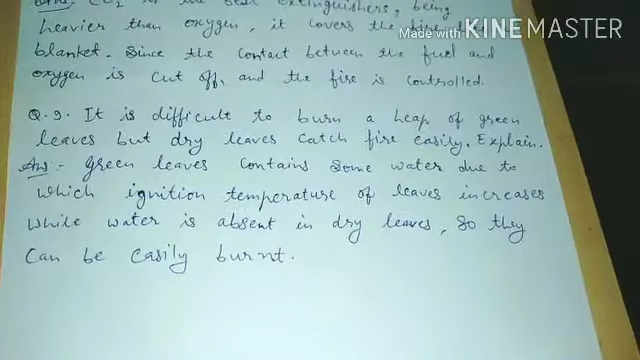 Ans:- CO2 is the best extinguishers, being
heavier than oxygen, it covers the fire
blanket. Since the contact between the fuel and
oxygen is cut off, and the fire is controlled.
Q.9. It is difficult to burn a heap of green
leaves but dry leaves catch fire easily. Explain.
Ans:- Green leaves contains some water due to
which ignition temperature of leaves increases
while water is absent in dry leaves, so they
can be easily burnt.
Made with KINEMASTER